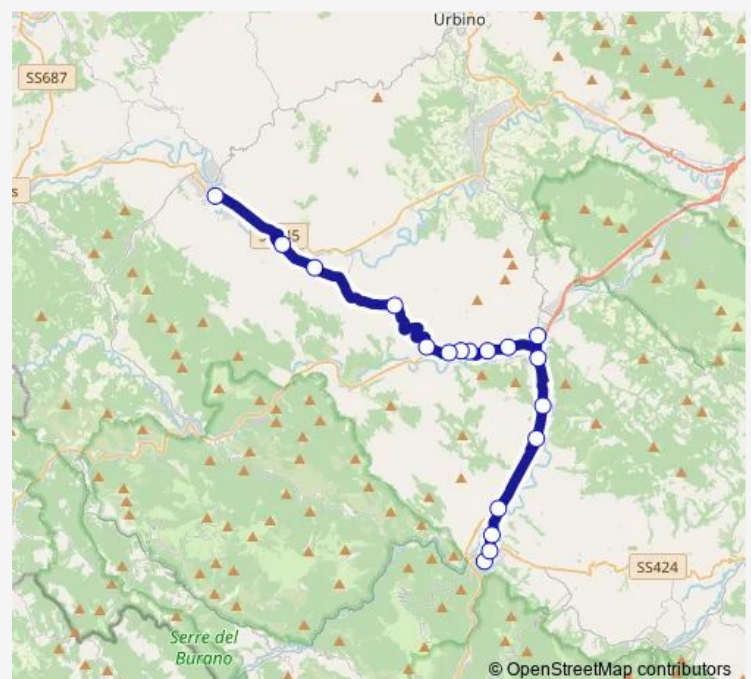 Urbino
SS687
s
SS424
Serre del
Burano
© OpenStreetMap contributors